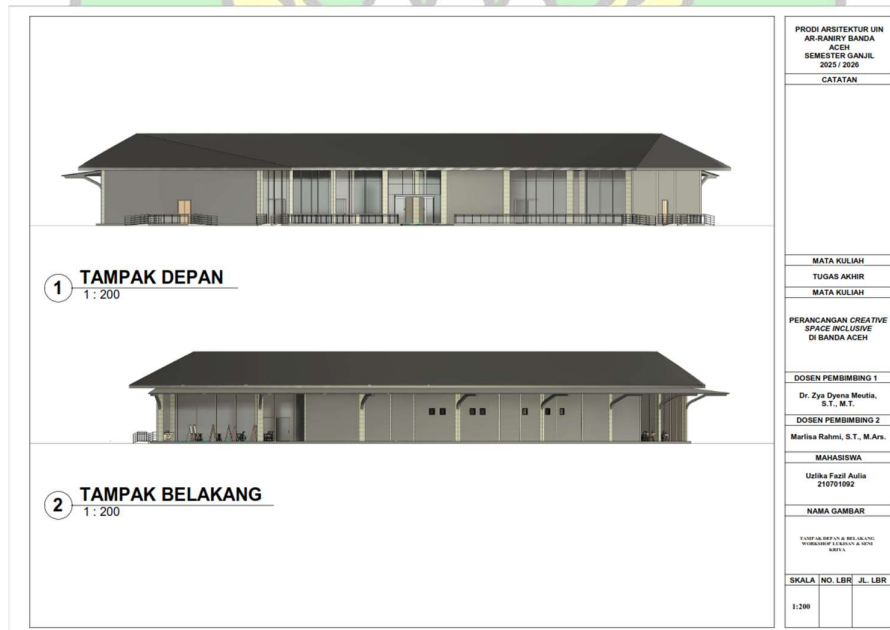 PRODI ARSITEKTUR UIN
AR-RANIRY BANDA
ACEH
SEMESTER GANJIL
2025 / 2026
CATATAN
1
TAMPAK DEPAN
1 : 200
2
TAMPAK BELAKANG
1 : 200
MATA KULIAH
TUGAS AKHIR
MATA KULIAH
PERANCANGAN CREATIVE
SPACE INCLUSIVE
DI BANDA ACEH
DOSEN PEMBIMBING 1
Dr. Zya Dyena Meutia,
S.T., M.T.
DOSEN PEMBIMBING 2
Marlisa Rahmi, S.T., M.Ars.
MAHASISWA
Uzlika Fazil Aulia
210701092
NAMA GAMBAR
TAMPAK DEPAN & BELAKANG
WORKSHOP LUKISAN & SENI
KRIYA
SKALA NO. LBR JL. LBR
1:200